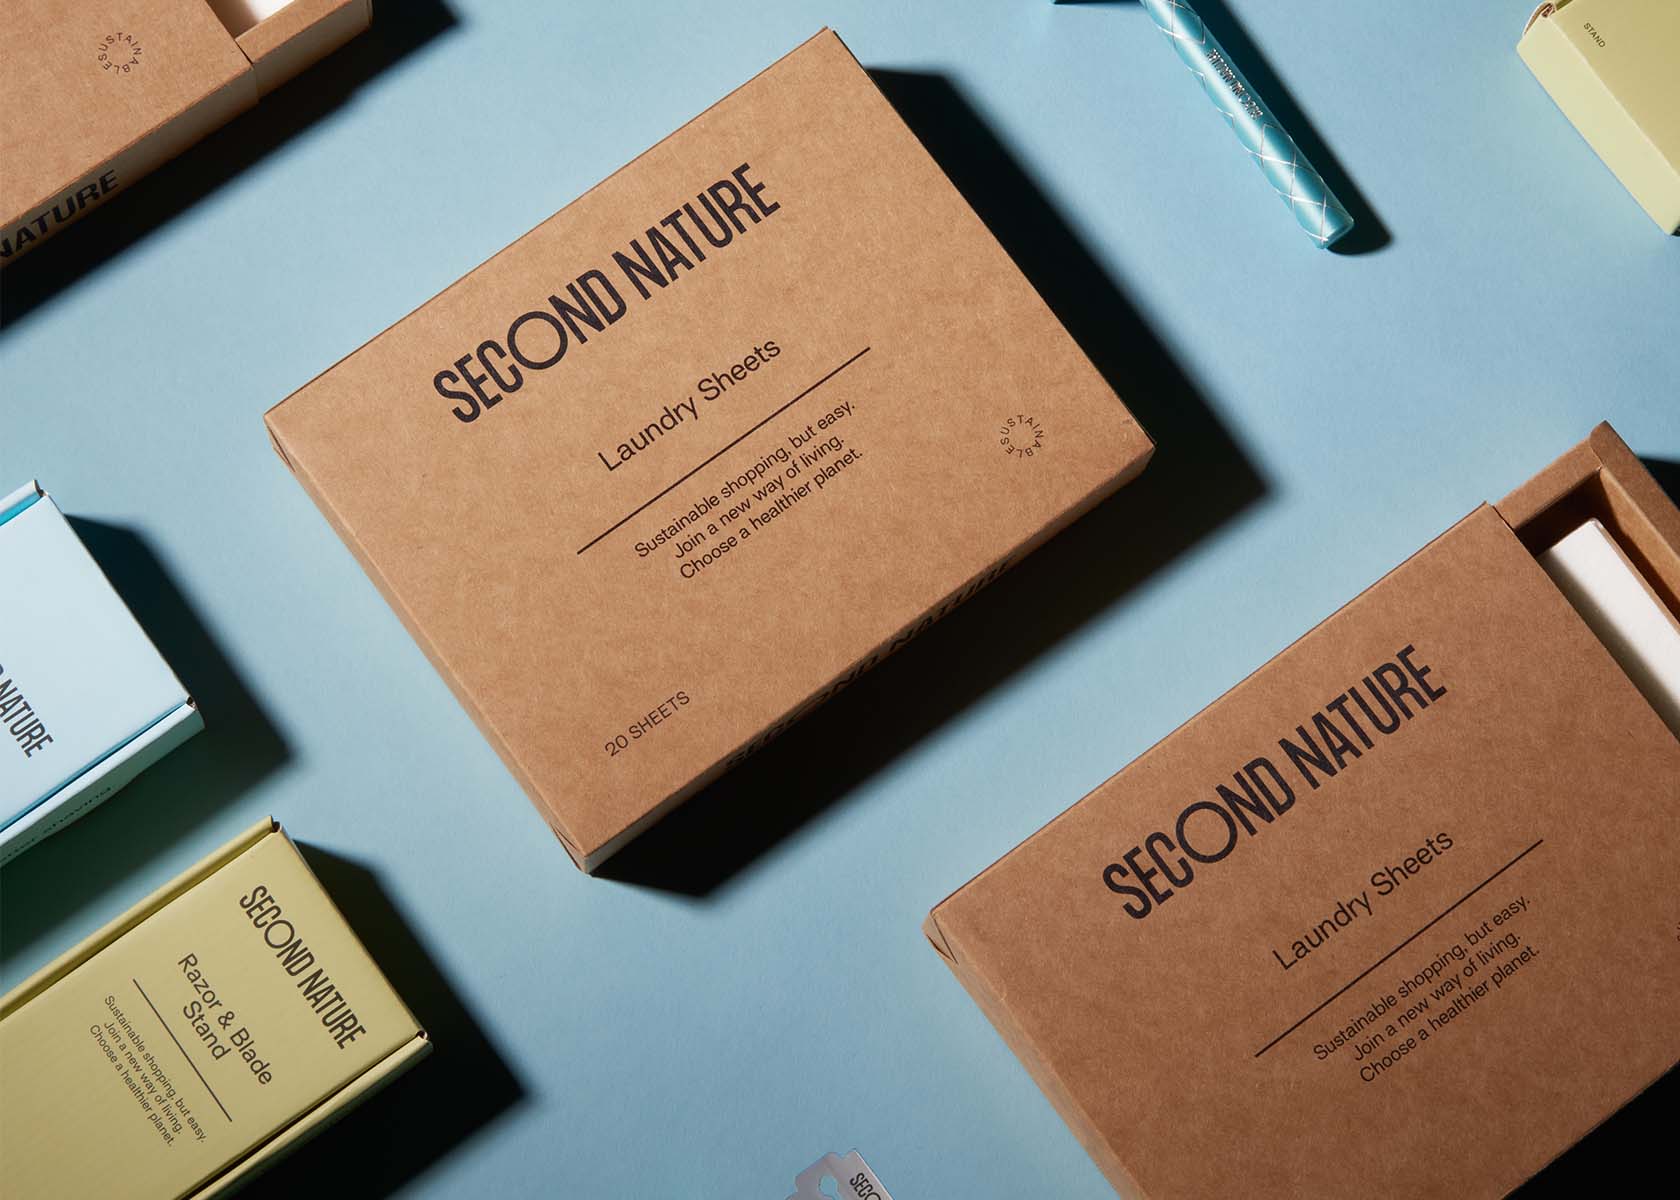 SUSTAINABLE
NATURE
SECOND NATURE
Laundry Sheets
Sustainable shopping, but easy.
Join a new way of living.
Choose a healthier planet.
SUSTAINABLE
20 SHEETS
SECOND NATURE
SECOND NATURE
STAND
NATURE
SECOND NATURE
Razor & Blade
Stand
Sustainable shopping, but easy.
Join a new way of living.
Choose a healthier planet.
SECOND NATURE
Laundry Sheets
Sustainable shopping, but easy.
Join a new way of living.
Choose a healthier planet.
SECO